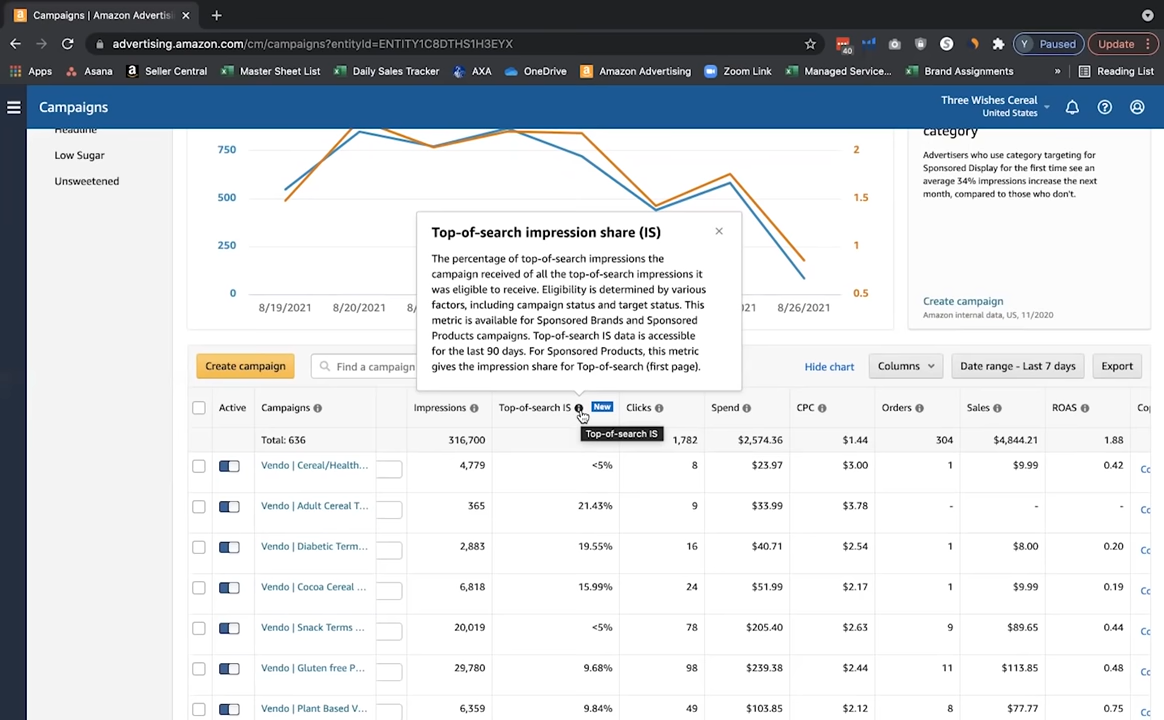 Campaigns | Amazon Advertisi
advertising.amazon.com/cm/campaigns?entityId=ENTITY1C8DTHS1H3EYX
40
Y Paused
Update
Apps
Asana
Seller Central
Master Sheet List
Daily Sales Tracker
AXA
OneDrive
Amazon Advertising
Zoom Link
Managed Service...
Brand Assignments
»
Reading List
Campaigns
Three Wishes Cereal
United States
Headline
Low Sugar
Unsweetened
750
500
250
0
2
1.5
1
0.5
8/19/2021
8/20/2021
8/
021
8/26/2021
category
Advertisers who use category targeting for
Sponsored Display for the first time see an
average 34% impressions increase the next
month, compared to those who don't.
Create campaign
Amazon internal data, US, 11/2020
Top-of-search impression share (IS)
The percentage of top-of-search impressions the
campaign received of all the top-of-search impressions it
was eligible to receive. Eligibility is determined by various
factors, including campaign status and target status. This
metric is available for Sponsored Brands and Sponsored
Products campaigns. Top-of-search IS data is accessible
for the last 90 days. For Sponsored Products, this metric
gives the impression share for Top-of-search (first page).
Create campaign
Find a campaign
Hide chart
Columns
Date range - Last 7 days
Export
Active Campaigns Impressions Top-of-search IS New Clicks Spend CPC Orders Sales ROAS Cop
Top-of-search IS
Total: 636 316,700 1,782 $2,574.36 $1.44 304 $4,844.21 1.88
Vendo | Cereal/Health... 4,779 <5% 8 $23.97 $3.00 1 $9.99 0.42 Co
Vendo | Adult Cereal T... 365 21.43% 9 $33.99 $3.78 - - - Co
Vendo | Diabetic Term... 2,883 19.55% 16 $40.71 $2.54 1 $8.00 0.20 Co
Vendo | Cocoa Cereal ... 6,818 15.99% 24 $51.99 $2.17 1 $9.99 0.19 Co
Vendo | Snack Terms ... 20,019 <5% 78 $205.40 $2.63 9 $89.65 0.44 Co
Vendo | Gluten free P... 29,780 9.68% 98 $239.38 $2.44 11 $113.85 0.48 Co
Vendo | Plant Based V... 6,359 9.84% 49 $103.85 $2.12 8 $77.77 0.75 Co